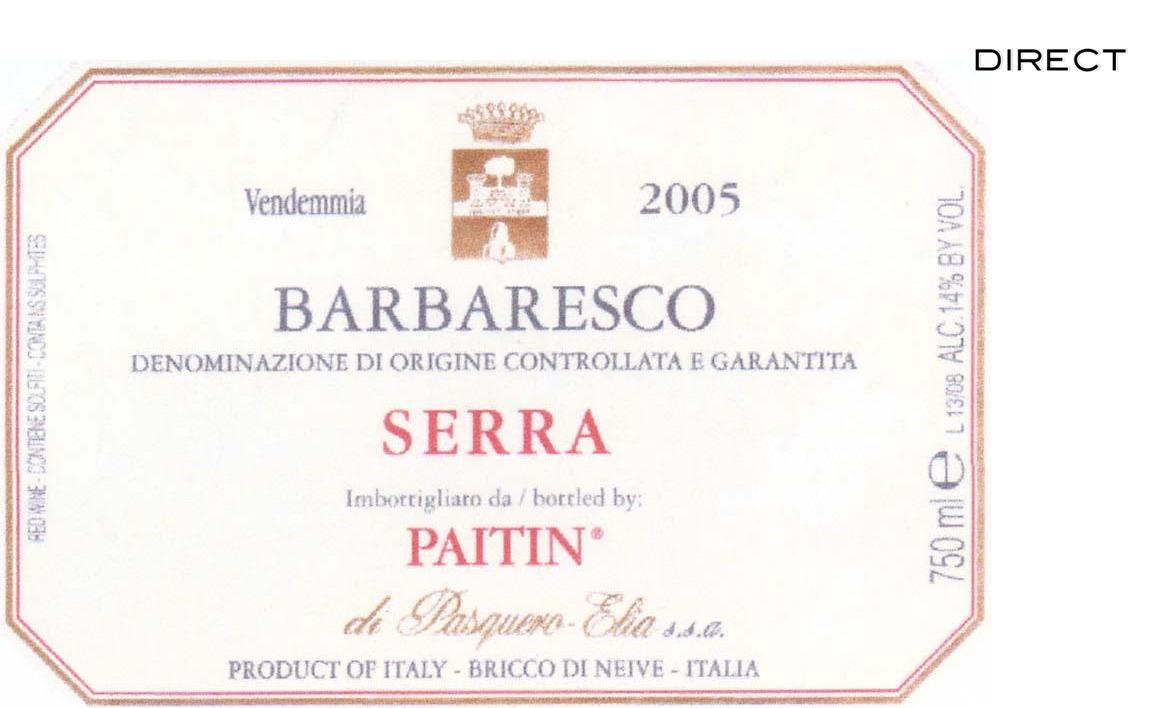 DIRECT
Vendemmia 2005
BARBARESCO
DENOMINAZIONE DI ORIGINE CONTROLLATA E GARANTITA
SERRA
Imbottigliato da / bottled by:
PAITIN®
di Pasquero-Elia s.s.a.
PRODUCT OF ITALY - BRICCO DI NEIVE - ITALIA
RED WINE - CONTIENE SOLFITI - CONTAINS SULPHITES
750 ml e L 13/08 ALC.14% BY VOL.